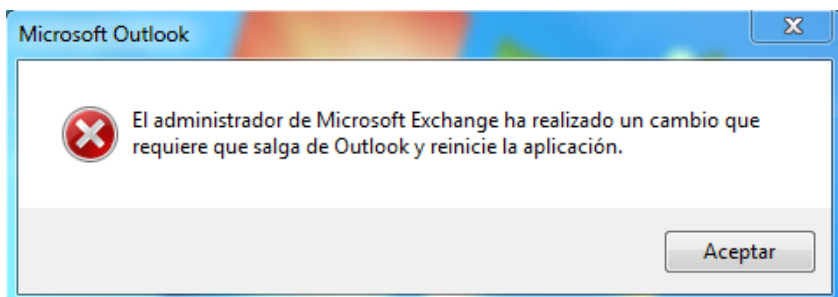 Microsoft Outlook
El administrador de Microsoft Exchange ha realizado un cambio que
requiere que salga de Outlook y reinicie la aplicación.
Aceptar